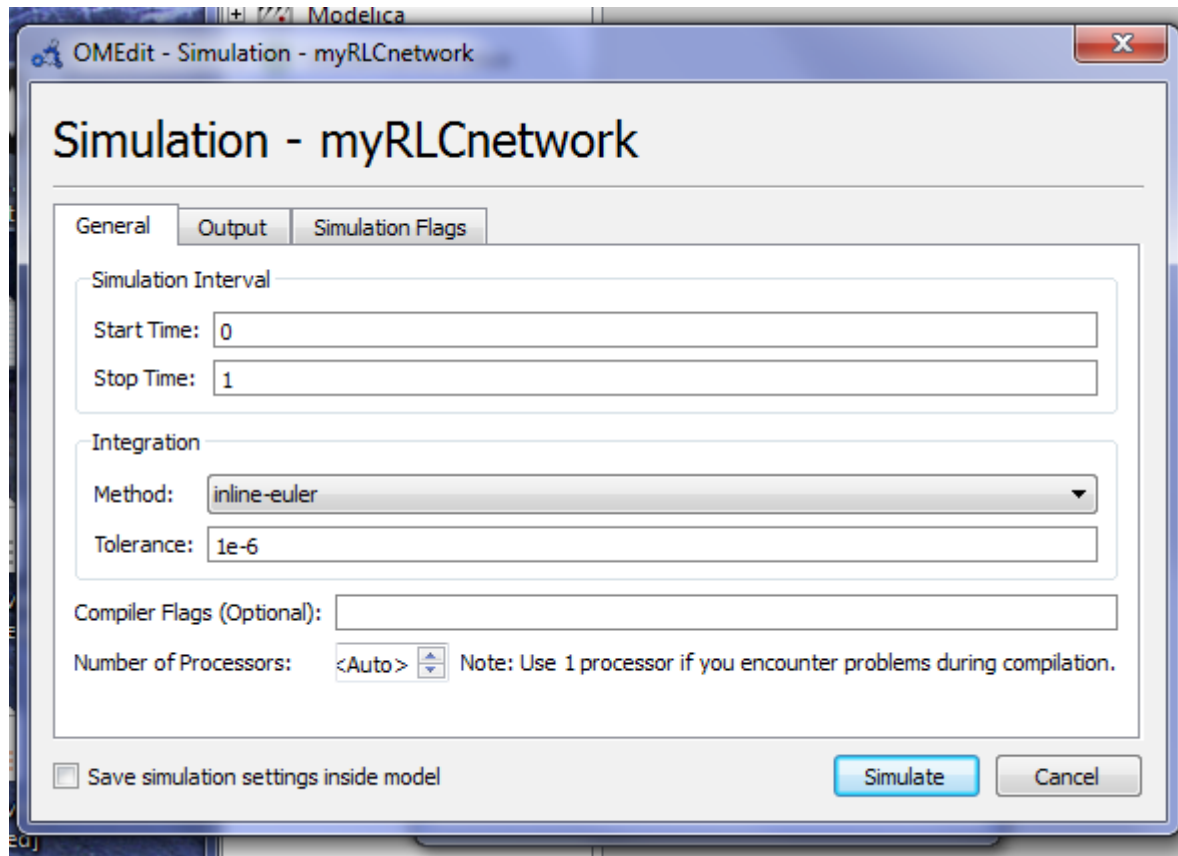 Modelica
OMEdit - Simulation - myRLCnetwork
Simulation - myRLCnetwork
General Output Simulation Flags
Simulation Interval
Start Time: 0
Stop Time: 1
Integration
Method: inline-euler
Tolerance: 1e-6
Compiler Flags (Optional):
Number of Processors: <Auto> Note: Use 1 processor if you encounter problems during compilation.
Save simulation settings inside model Simulate Cancel
ed]